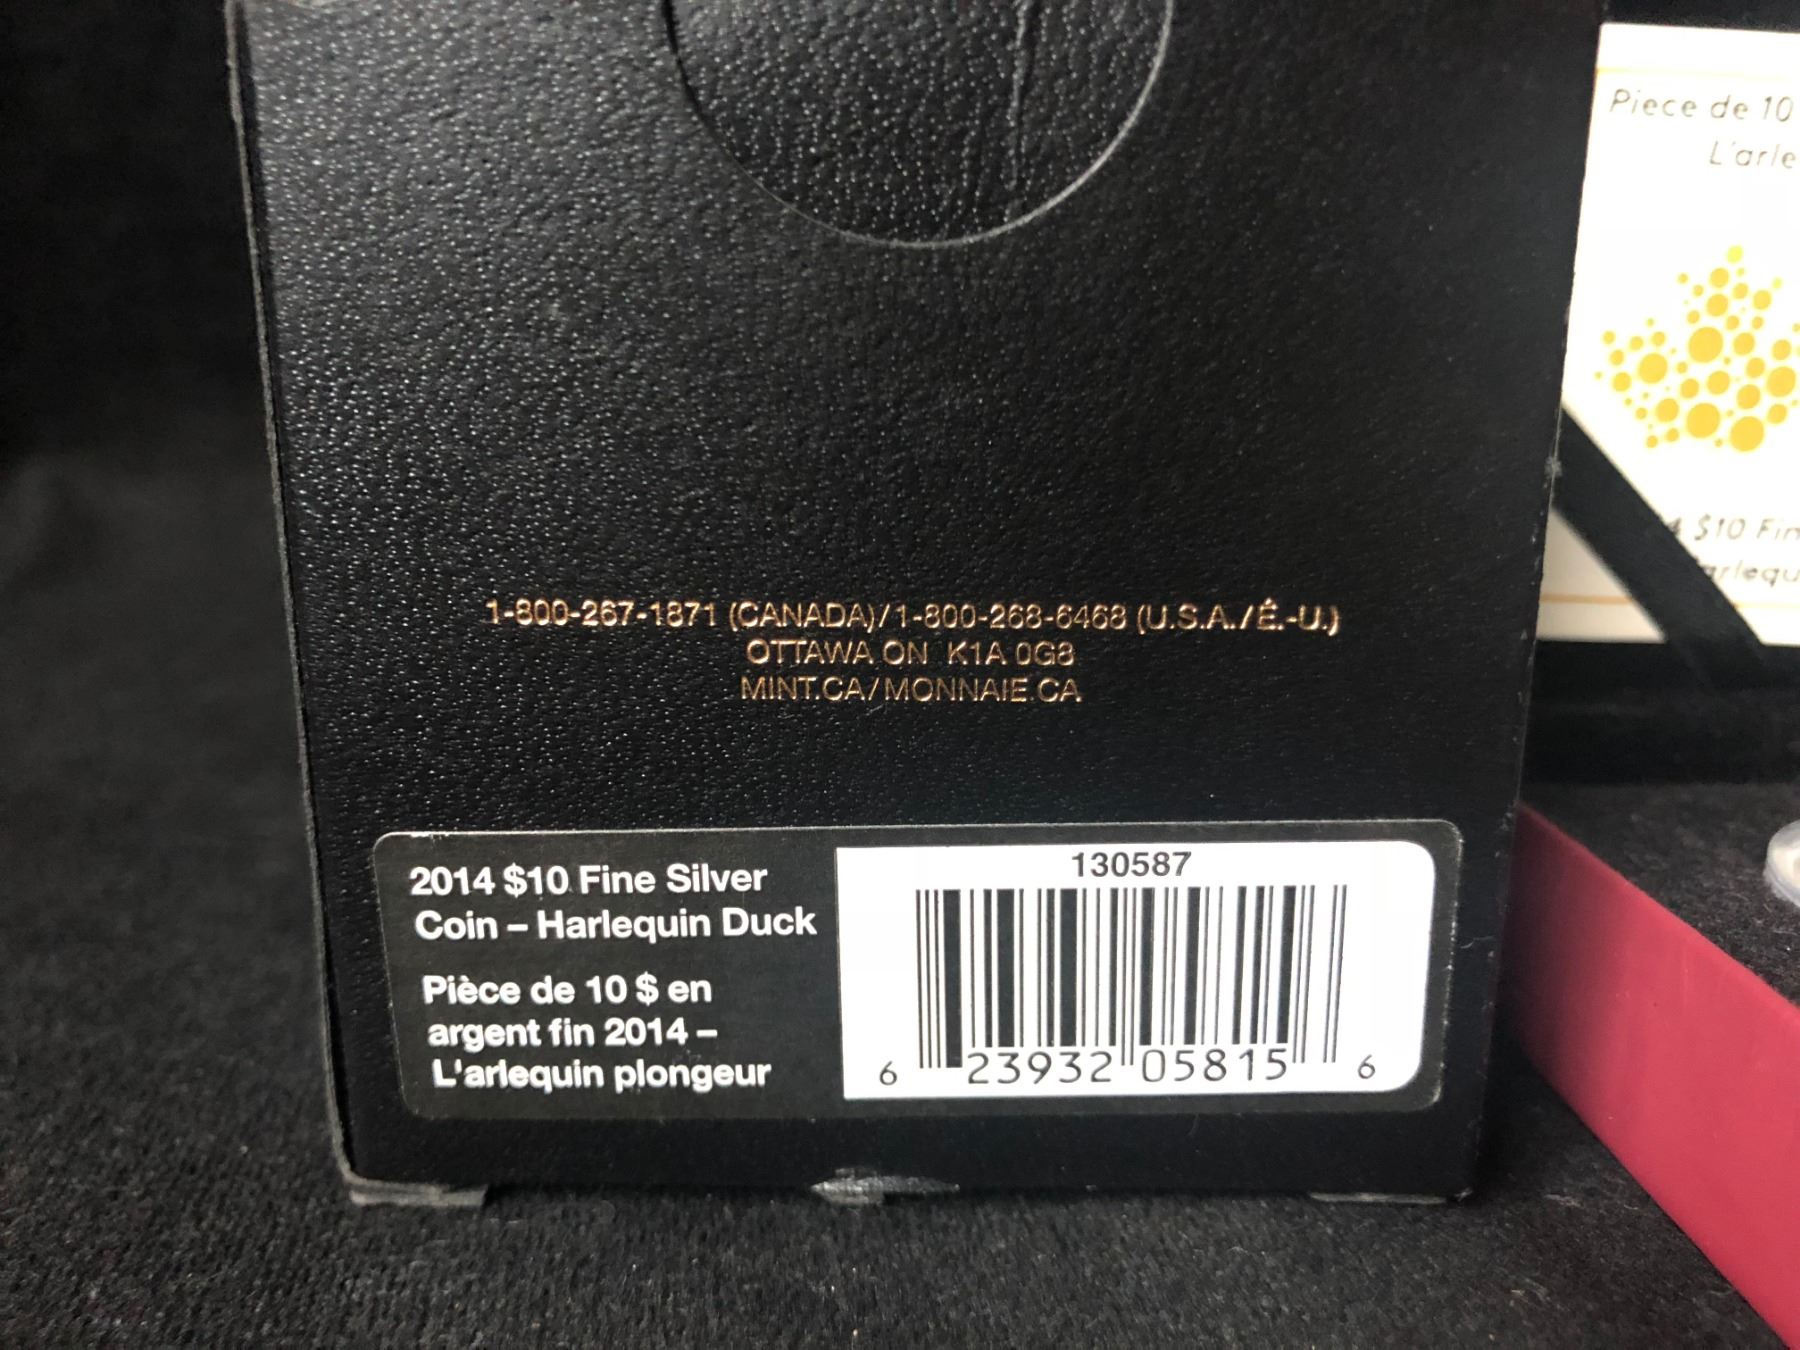 1-800-267-1871 (CANADA)/1-800-268-6468 (U.S.A./É.-U.)
OTTAWA ON K1A 0G8
MINT.CA/MONNAIE.CA
2014 $10 Fine Silver
Coin – Harlequin Duck
Pièce de 10 $ en
argent fin 2014 –
L'arlequin plongeur
130587
6 23932 05815 6
Piece de 10
L'arle
$10 Fin
arlequ